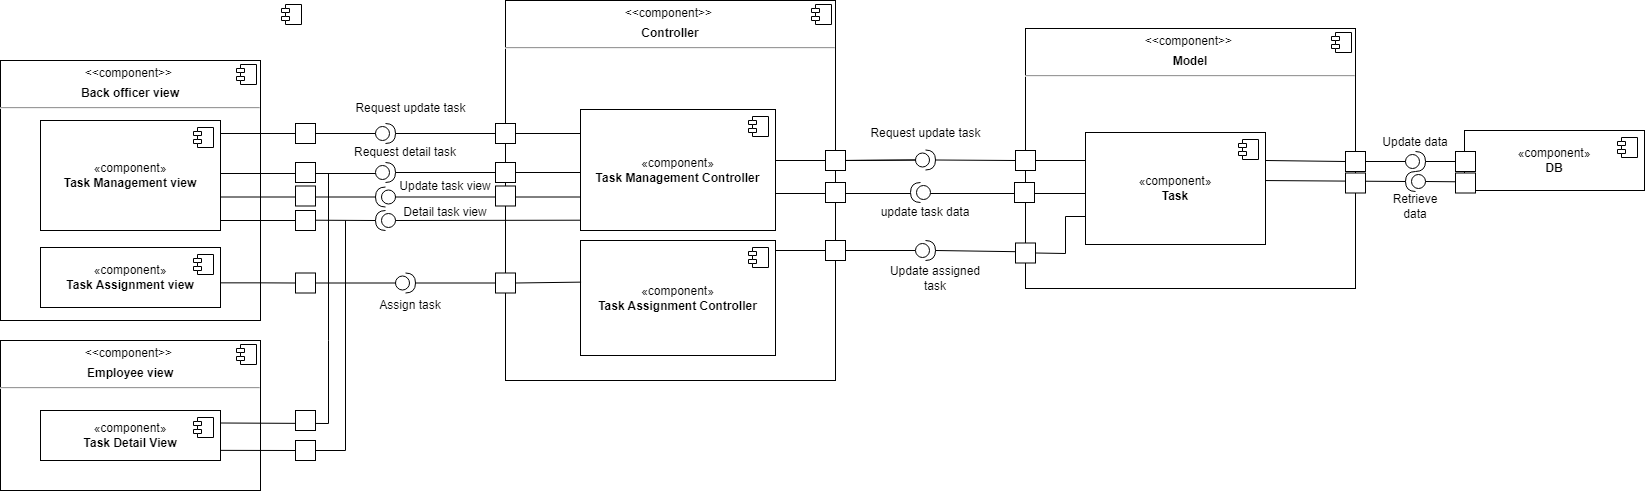 <<component>>
Back officer view
«component»
Task Management view
«component»
Task Assignment view
<<component>>
Employee view
«component»
Task Detail View
Request update task
Request detail task
Update task view
Detail task view
Assign task
<<component>>
Controller
«component»
Task Management Controller
«component»
Task Assignment Controller
Request update task
update task data
Update assigned
task
<<component>>
Model
«component»
Task
Update data
Retrieve
data
«component»
DB